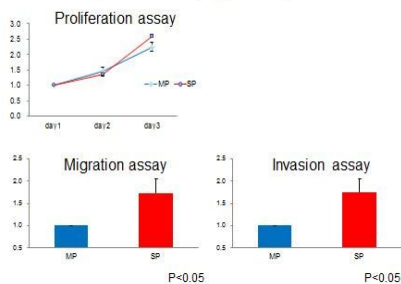 Proliferation assay
3.0
2.5
2.0
1.5
1.0
0.5
0.0
MP SP
day1 day2 day3
Migration assay
2.5
2.0
1.5
1.0
0.5
MP SP
P<0.05
Invasion assay
2.5
2.0
1.5
1.0
0.5
MP SP
P<0.05